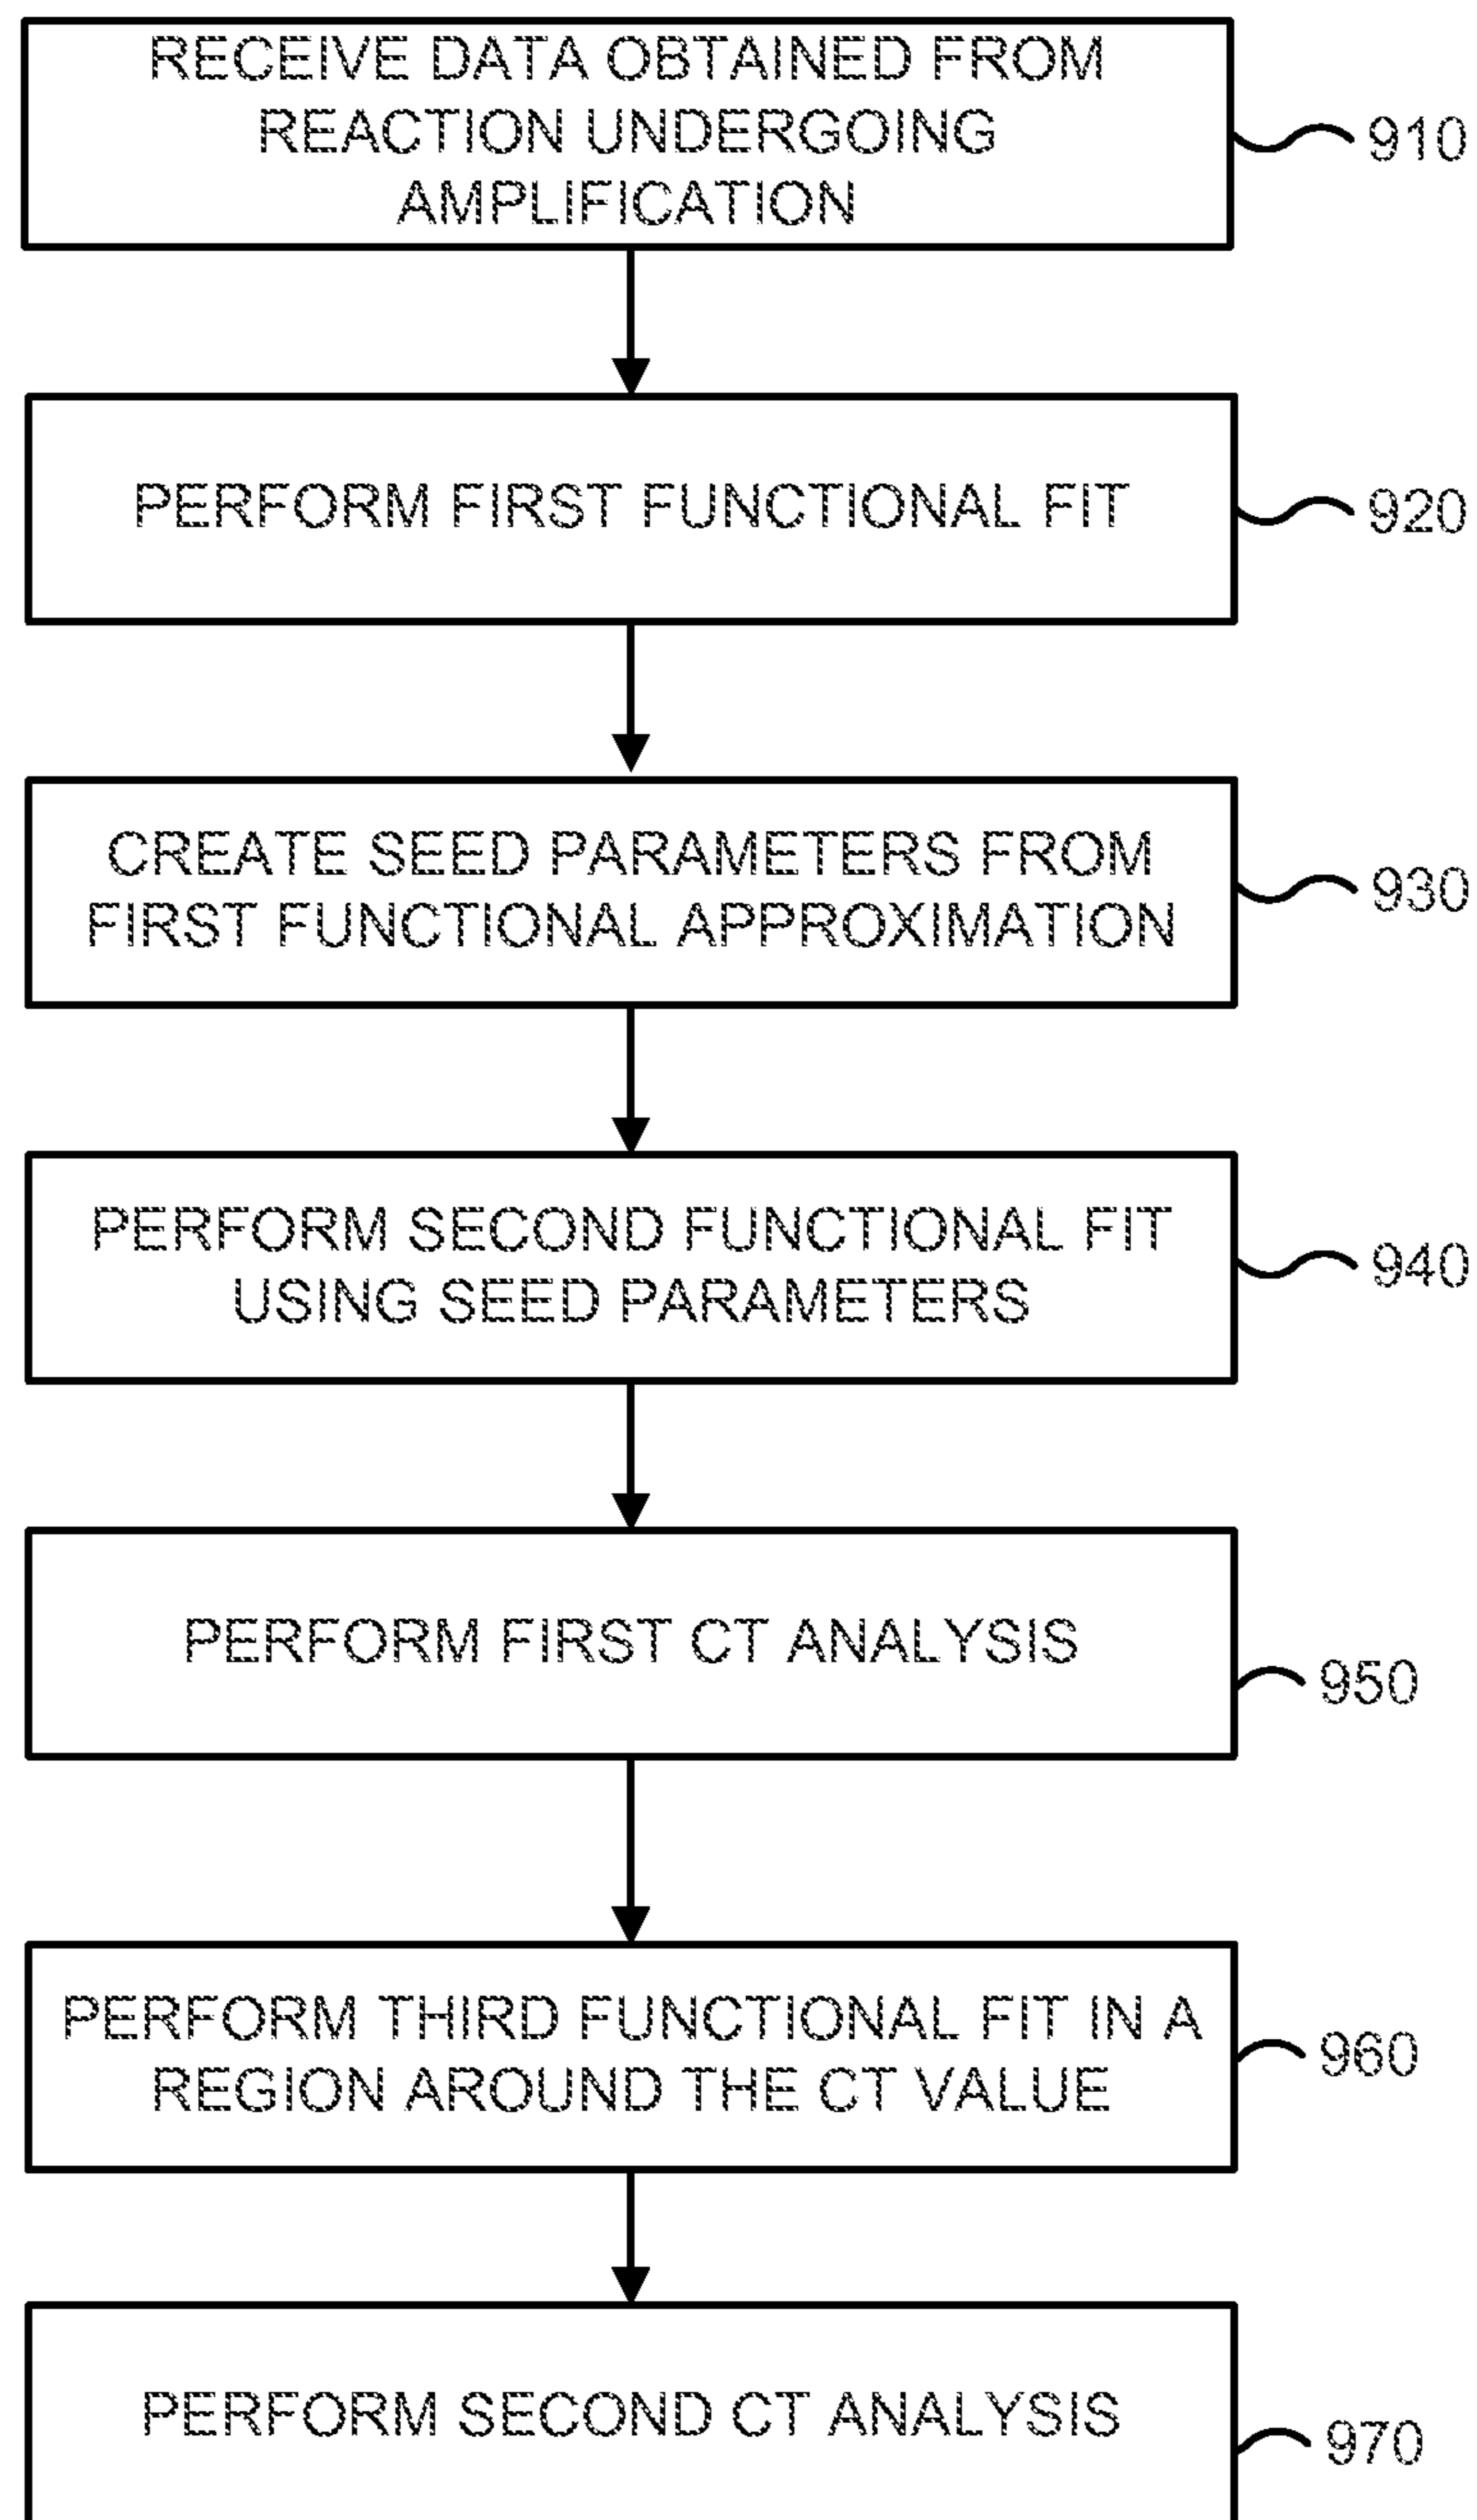 RECEIVE DATA OBTAINED FROM
REACTION UNDERGOING
AMPLIFICATION
910
PERFORM FIRST FUNCTIONAL FIT
920
CREATE SEED PARAMETERS FROM
FIRST FUNCTIONAL APPROXIMATION
930
PERFORM SECOND FUNCTIONAL FIT
USING SEED PARAMETERS
940
PERFORM FIRST CT ANALYSIS
950
PERFORM THIRD FUNCTIONAL FIT IN A
REGION AROUND THE CT VALUE
960
PERFORM SECOND CT ANALYSIS
970